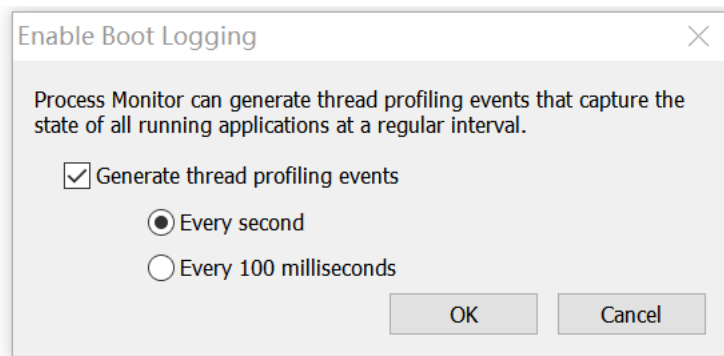 Enable Boot Logging
Process Monitor can generate thread profiling events that capture the
state of all running applications at a regular interval.
Generate thread profiling events
Every second
Every 100 milliseconds
OK Cancel